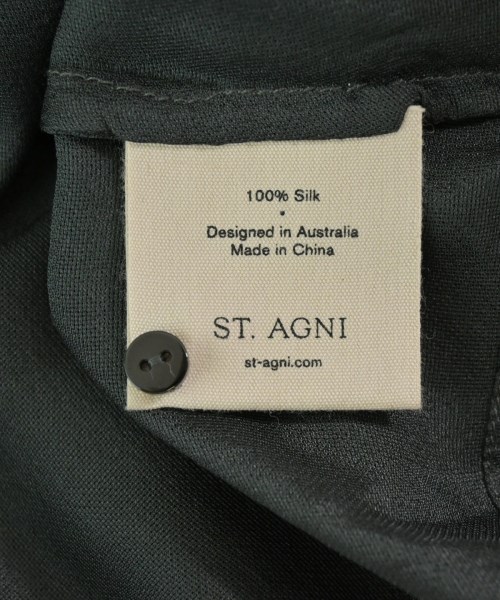 100% Silk
•
Designed in Australia
Made in China
ST. AGNI
st-agni.com